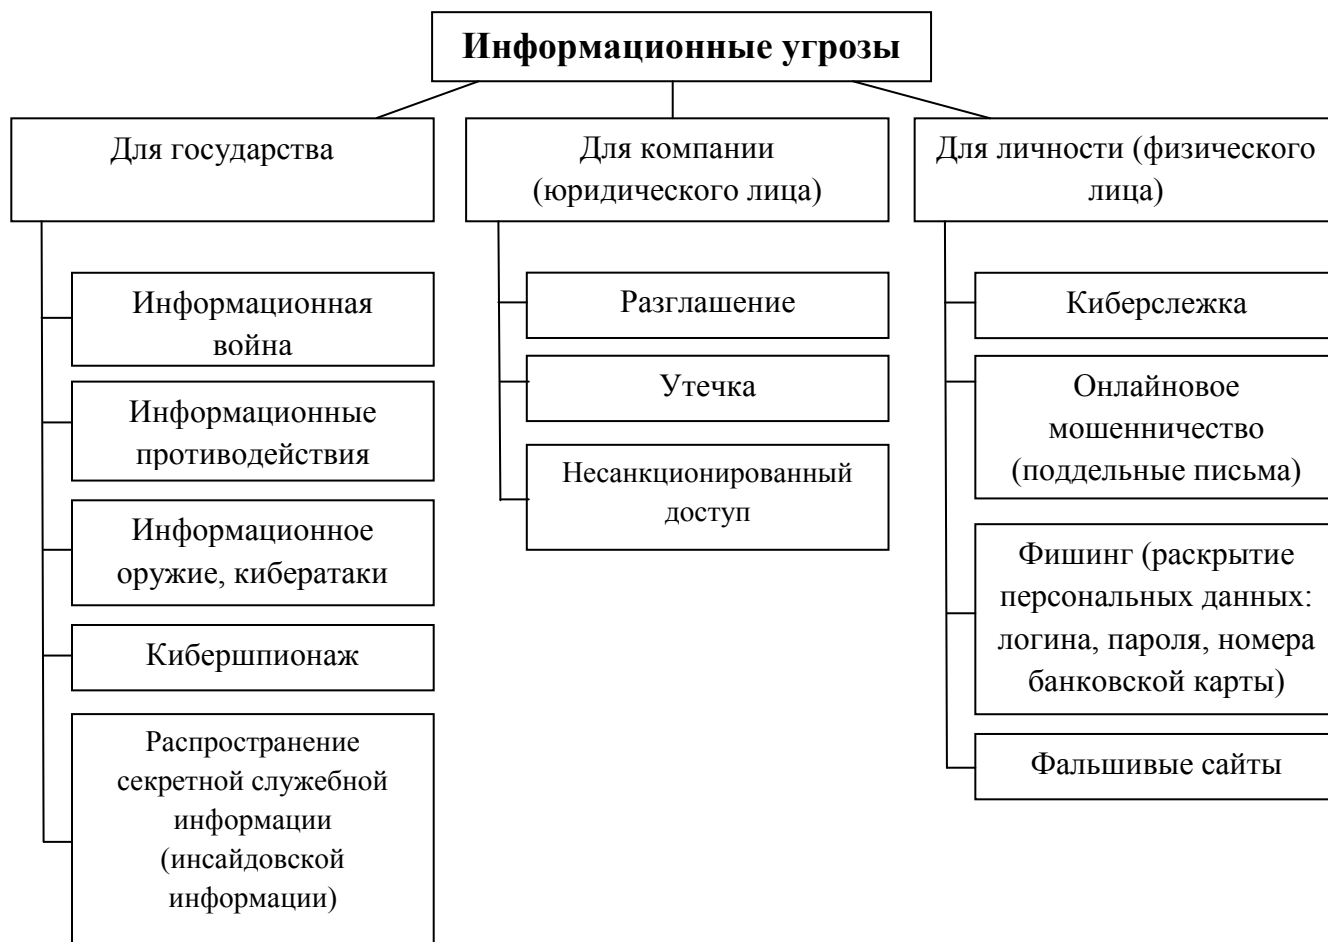 Информационные угрозы
Для государства
Для компании
(юридического лица)
Для личности (физического
лица)
Информационная
война
Информационные
противодействия
Информационное
оружие, кибератаки
Кибершпионаж
Распространение
секретной служебной
информации
(инсайдовской
информации)
Разглашение
Утечка
Несанкционированный
доступ
Киберслежка
Онлайновое
мошенничество
(поддельные письма)
Фишинг (раскрытие
персональных данных:
логина, пароля, номера
банковской карты)
Фальшивые сайты